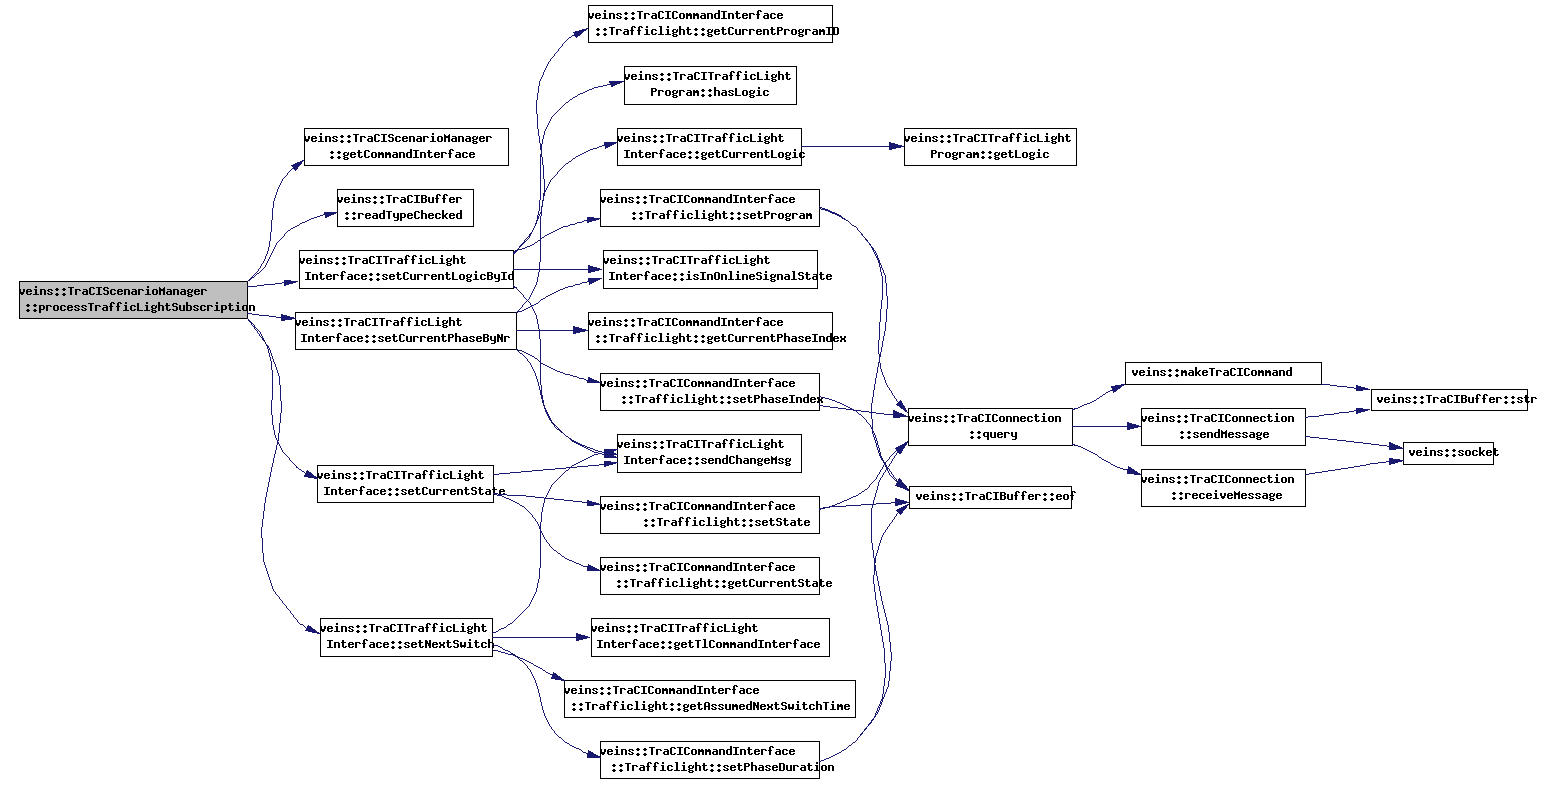 veins::TraCICommandInterface
::Trafficlight::getCurrentProgramID
veins::TraCITrafficLight
Program::hasLogic
veins::TraCIScenarioManager
::getCommandInterface
veins::TraCITrafficLight
Interface::getCurrentLogic
veins::TraCITrafficLight
Program::getLogic
veins::TraCIBuffer
::readTypeChecked
veins::TraCICommandInterface
::Trafficlight::setProgram
veins::TraCITrafficLight
Interface::setCurrentLogicById
veins::TraCITrafficLight
Interface::isInOnlineSignalState
veins::TraCIScenarioManager
::processTrafficLightSubscription
veins::TraCITrafficLight
Interface::setCurrentPhaseByNr
veins::TraCICommandInterface
::Trafficlight::getCurrentPhaseIndex
veins::TraCICommandInterface
::Trafficlight::setPhaseIndex
veins::makeTraCICommand
veins::TraCIBuffer::str
veins::TraCIConnection
::query
veins::TraCIConnection
::sendMessage
veins::TraCITrafficLight
Interface::sendChangeMsg
veins::socket
veins::TraCITrafficLight
Interface::setCurrentState
veins::TraCIConnection
::receiveMessage
veins::TraCIBuffer::eof
veins::TraCICommandInterface
::Trafficlight::setState
veins::TraCICommandInterface
::Trafficlight::getCurrentState
veins::TraCITrafficLight
Interface::setNextSwitch
veins::TraCITrafficLight
Interface::getTlCommandInterface
veins::TraCICommandInterface
::Trafficlight::getAssumedNextSwitchTime
veins::TraCICommandInterface
::Trafficlight::setPhaseDuration